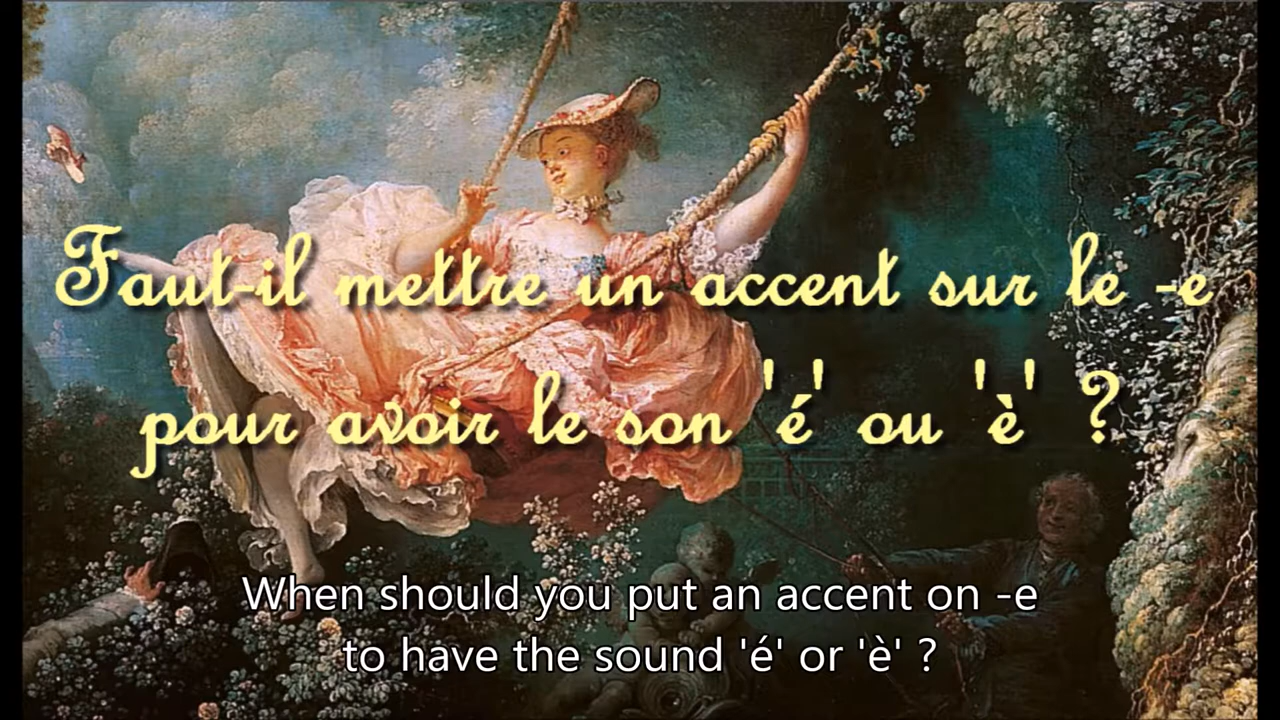 Faut-il mettre un accent sur le -e
pour avoir le son 'é' ou 'è' ?
When should you put an accent on -e
to have the sound 'é' or 'è' ?